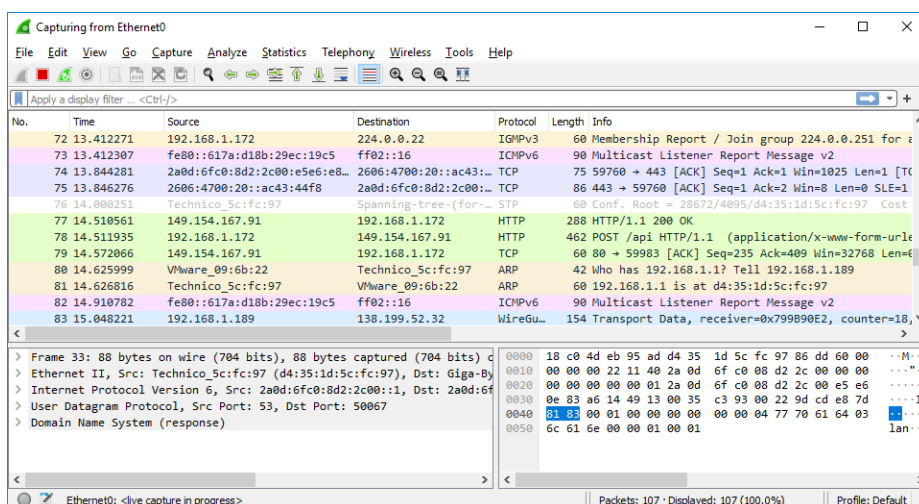 Capturing from Ethernet0
File Edit View Go Capture Analyze Statistics Telephony Wireless Tools Help
Apply a display filter ... <Ctrl-/>
No. Time Source Destination Protocol Length Info
72 13.412271 192.168.1.172 224.0.0.22 IGMPv3 60 Membership Report / Join group 224.0.0.251 for a
73 13.412307 fe80::617a:d18b:29ec:19c5 ff02::16 ICMPv6 90 Multicast Listener Report Message v2
74 13.844281 2a0d:6fc0:8d2:2c00:e5e6:e8… 2606:4700:20::ac43:… TCP 75 59760 → 443 [ACK] Seq=1 Ack=1 Win=1025 Len=1 [TC
75 13.846276 2606:4700:20::ac43:44f8 2a0d:6fc0:8d2:2c00:… TCP 86 443 → 59760 [ACK] Seq=1 Ack=2 Win=8 Len=0 SLE=1
76 14.000251 Technico_5c:fc:97 Spanning-tree-(for-… STP 60 Conf. Root = 28672/4095/d4:35:1d:5c:fc:97 Cost
77 14.510561 149.154.167.91 192.168.1.172 HTTP 288 HTTP/1.1 200 OK
78 14.511935 192.168.1.172 149.154.167.91 HTTP 462 POST /api HTTP/1.1 (application/x-www-form-urle
79 14.572066 149.154.167.91 192.168.1.172 TCP 60 80 → 59983 [ACK] Seq=235 Ack=409 Win=32768 Len=0
80 14.625999 VMware_09:6b:22 Technico_5c:fc:97 ARP 42 Who has 192.168.1.1? Tell 192.168.1.189
81 14.626816 Technico_5c:fc:97 VMware_09:6b:22 ARP 60 192.168.1.1 is at d4:35:1d:5c:fc:97
82 14.910782 fe80::617a:d18b:29ec:19c5 ff02::16 ICMPv6 90 Multicast Listener Report Message v2
83 15.048221 192.168.1.189 138.199.52.32 WireGu… 154 Transport Data, receiver=0x799B90E2, counter=18,
> Frame 33: 88 bytes on wire (704 bits), 88 bytes captured (704 bits) o
> Ethernet II, Src: Technico_5c:fc:97 (d4:35:1d:5c:fc:97), Dst: Giga-By
> Internet Protocol Version 6, Src: 2a0d:6fc0:8d2:2c00::1, Dst: 2a0d:6f
> User Datagram Protocol, Src Port: 53, Dst Port: 50067
> Domain Name System (response)
0000 18 c0 4d eb 95 ad d4 35 1d 5c fc 97 86 dd 60 00 ··M·
0010 00 00 00 22 11 40 2a 0d 6f c0 08 d2 2c 00 00 00 ···"·
0020 00 00 00 00 00 01 2a 0d 6f c0 08 d2 2c 00 e5 e6
0030 0e 83 a6 14 49 13 00 35 c3 93 00 22 9d cd e8 7d ····I
0040 81 83 00 01 00 00 00 00 00 00 04 77 70 61 64 03 ··
0050 6c 61 6e 00 00 01 00 01 lan·
Ethernet0: <live capture in progress> Packets: 107 · Displayed: 107 (100.0%) Profile: Default